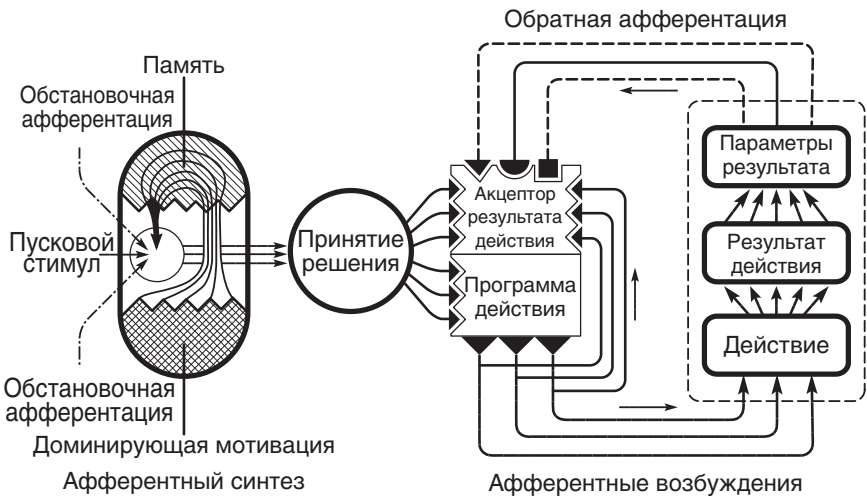 Обратная афферентация
Память
Обстановочная
афферентация
Пусковой
стимул
Обстановочная
афферентация
Доминирующая мотивация
Афферентный синтез
Принятие
решения
Акцептор
результата
действия
Программа
действия
Параметры
результата
Результат
действия
Действие
Афферентные возбуждения